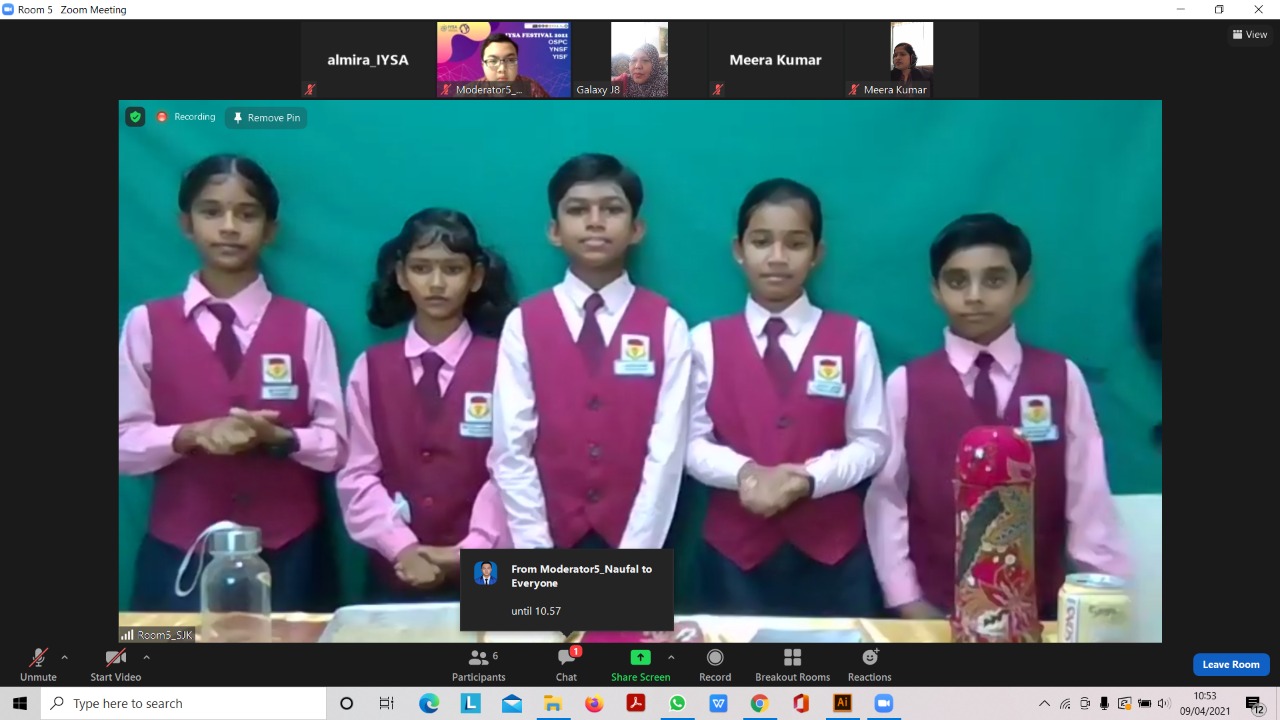 Room 5 Zoom Meeting
View
almira_IYSA
IYSA FESTIVAL 2021
OSPC
YNSF
YISF
Moderator5_...
Galaxy J8
Meera Kumar
Meera Kumar
Recording
Remove Pin
From Moderator5_Naufal to
Everyone
until 10.57
Room5_SJK
Unmute
Start Video
6
Participants
1
Chat
Share Screen
Record
Breakout Rooms
Reactions
Leave Room
Type here to search
10:53
09/04/2021